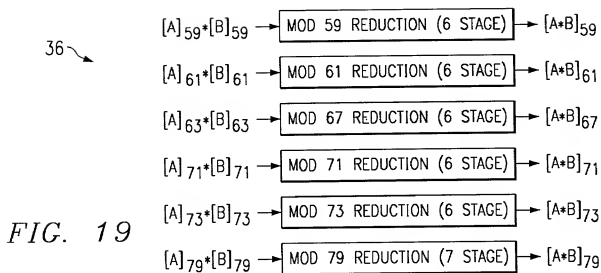 [A]59*[B]59 MOD 59 REDUCTION (6 STAGE) [A*B]59
36
[A]61*[B]61 MOD 61 REDUCTION (6 STAGE) [A*B]61
[A]63*[B]63 MOD 67 REDUCTION (6 STAGE) [A*B]67
[A]71*[B]71 MOD 71 REDUCTION (6 STAGE) [A*B]71
[A]73*[B]73 MOD 73 REDUCTION (6 STAGE) [A*B]73
FIG. 19
[A]79*[B]79 MOD 79 REDUCTION (7 STAGE) [A*B]79